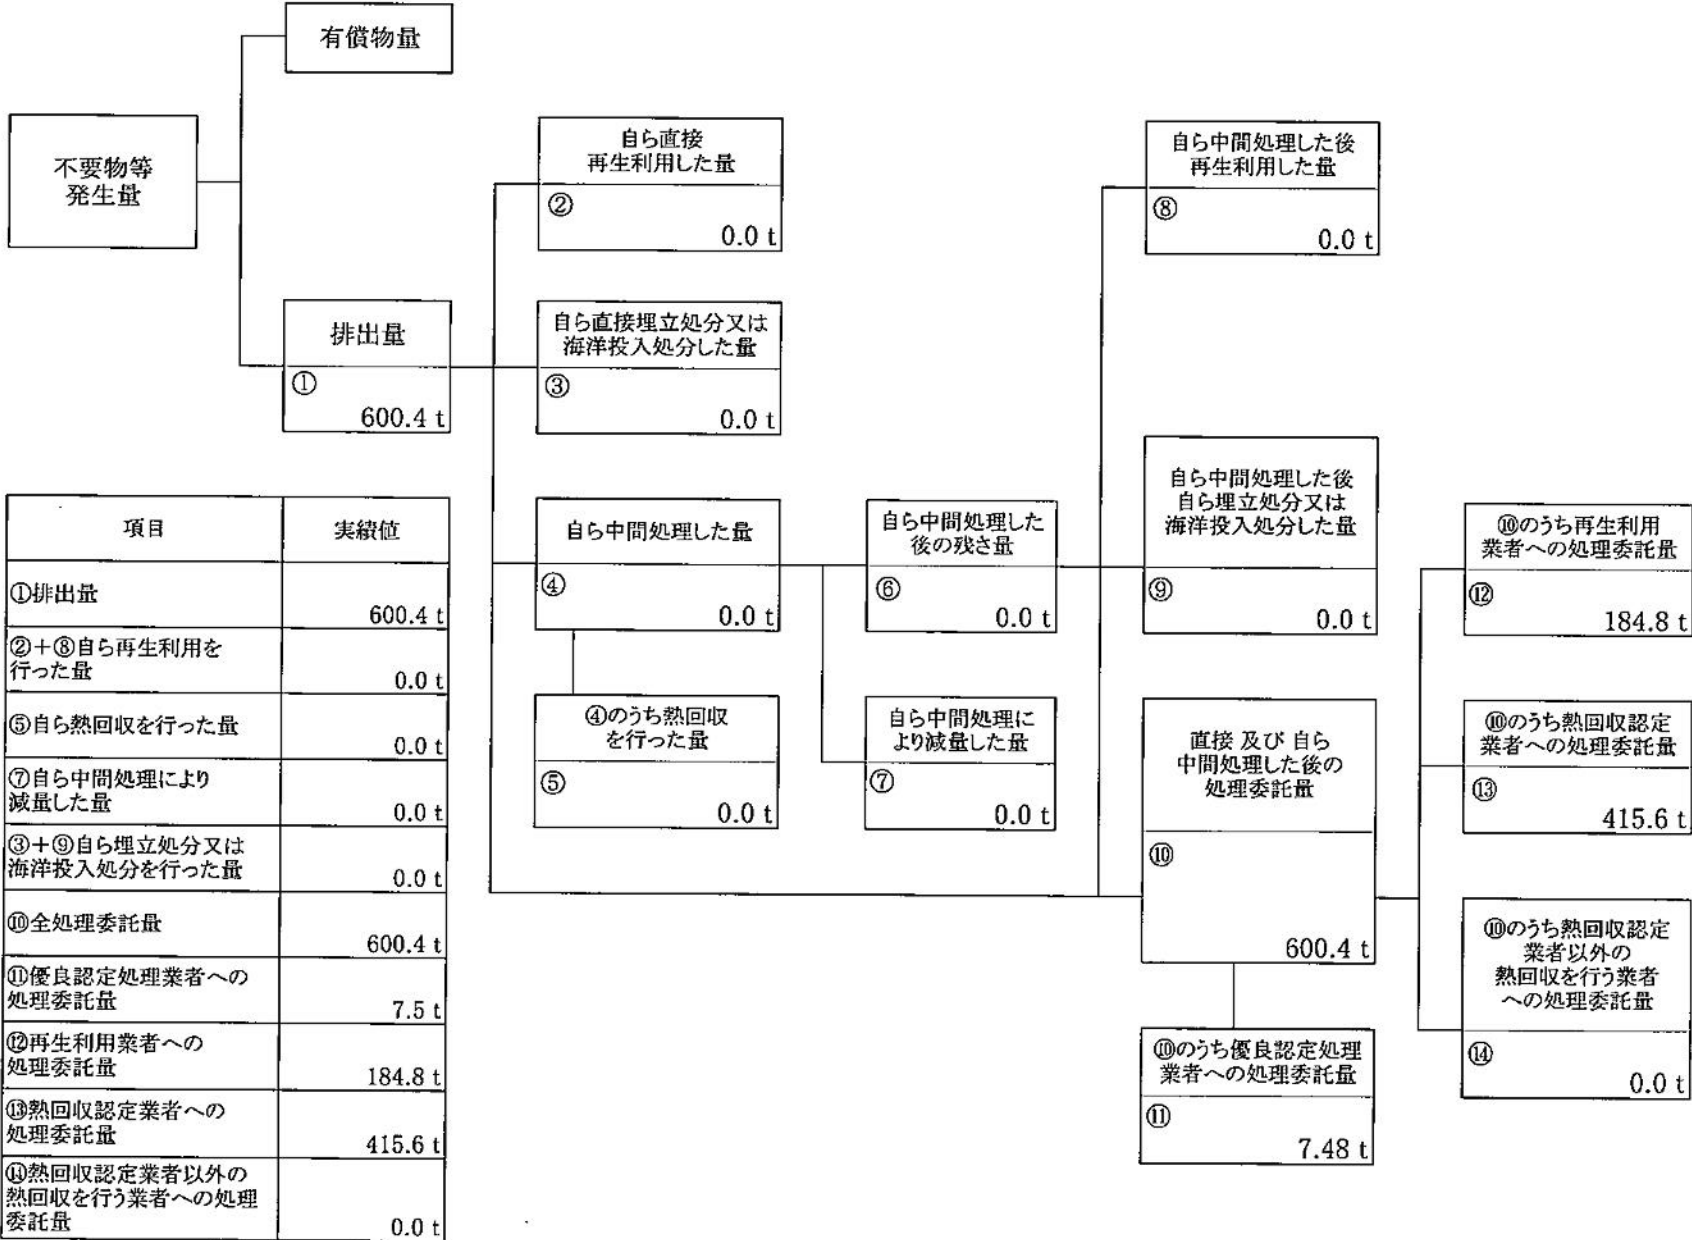 有償物量
不要物等
発生量
自ら直接
再生利用した量
②
0.0 t
自ら中間処理した後
再生利用した量
⑧
0.0 t
排出量
①
600.4 t
自ら直接埋立処分又は
海洋投入処分した量
③
0.0 t
自ら中間処理した量
④
0.0 t
自ら中間処理した
後の残さ量
⑥
0.0 t
自ら中間処理した後
自ら埋立処分又は
海洋投入処分した量
⑨
0.0 t
⑩のうち再生利用
業者への処理委託量
⑫
184.8 t
④のうち熱回収
を行った量
⑤
0.0 t
自ら中間処理に
より減量した量
⑦
0.0 t
直接 及び 自ら
中間処理した後の
処理委託量
⑩
600.4 t
⑩のうち熱回収認定
業者への処理委託量
⑬
415.6 t
⑩のうち熱回収認定
業者以外の
熱回収を行う業者
への処理委託量
⑭
0.0 t
⑩のうち優良認定処理
業者への処理委託量
⑪
7.48 t
項目
実績値
①排出量
600.4 t
②+⑧自ら再生利用を
行った量
0.0 t
⑤自ら熱回収を行った量
0.0 t
⑦自ら中間処理により
減量した量
0.0 t
③+⑨自ら埋立処分又は
海洋投入処分を行った量
0.0 t
⑩全処理委託量
600.4 t
⑪優良認定処理業者への
処理委託量
7.5 t
⑫再生利用業者への
処理委託量
184.8 t
⑬熱回収認定業者への
処理委託量
415.6 t
⑭熱回収認定業者以外の
熱回収を行う業者への処理
委託量
0.0 t